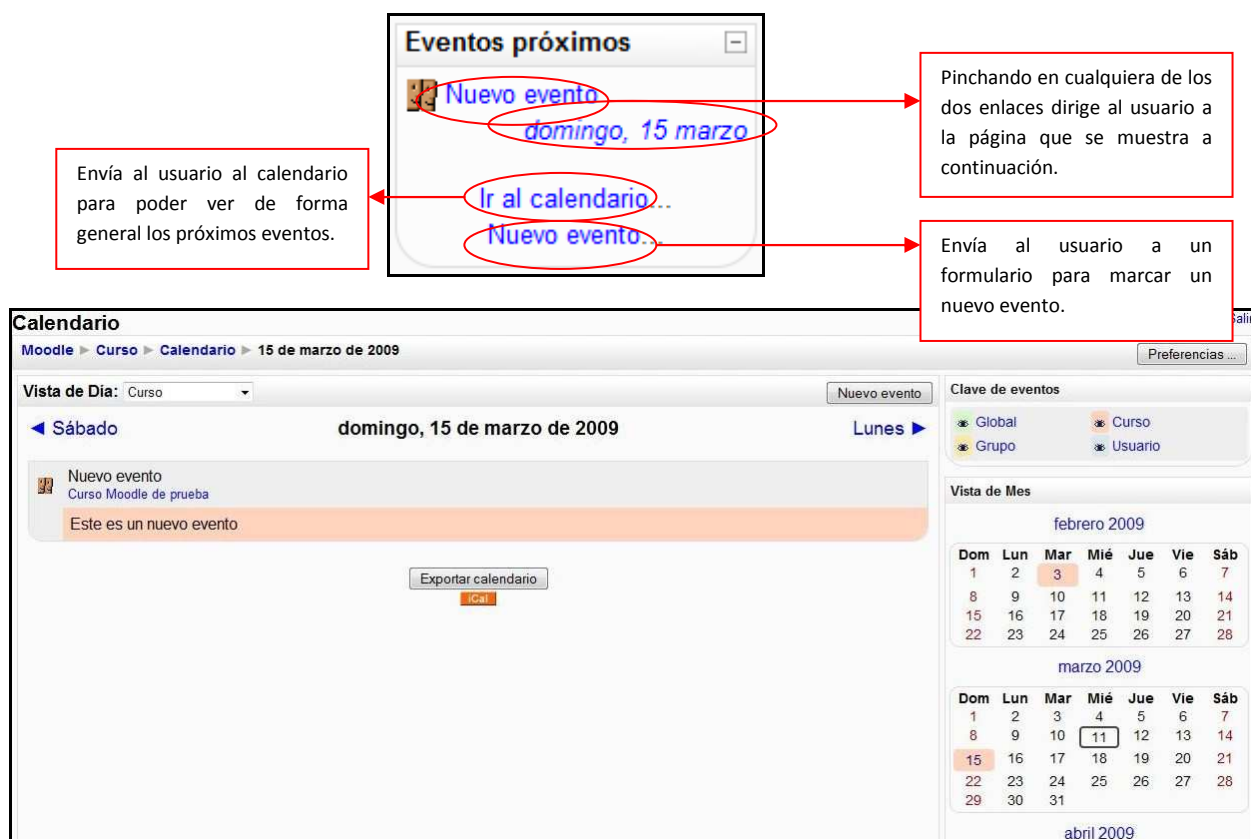 Eventos próximos
Nuevo evento
domingo, 15 marzo
Ir al calendario...
Nuevo evento...
Pinchando en cualquiera de los
dos enlaces dirige al usuario a
la página que se muestra a
continuación.
Envía al usuario al calendario
para poder ver de forma
general los próximos eventos.
Envía al usuario a un
formulario para marcar un
nuevo evento.
Calendario
Moodle ► Curso ► Calendario ► 15 de marzo de 2009
Preferencias ...
Vista de Día: Curso
Nuevo evento
◄ Sábado domingo, 15 de marzo de 2009 Lunes ►
Nuevo evento
Curso Moodle de prueba
Este es un nuevo evento
Exportar calendario
iCal
Clave de eventos
Global Curso
Grupo Usuario
Vista de Mes
febrero 2009
Dom Lun Mar Mié Jue Vie Sáb
1 2 3 4 5 6 7
8 9 10 11 12 13 14
15 16 17 18 19 20 21
22 23 24 25 26 27 28
marzo 2009
Dom Lun Mar Mié Jue Vie Sáb
1 2 3 4 5 6 7
8 9 10 11 12 13 14
15 16 17 18 19 20 21
22 23 24 25 26 27 28
29 30 31
abril 2009